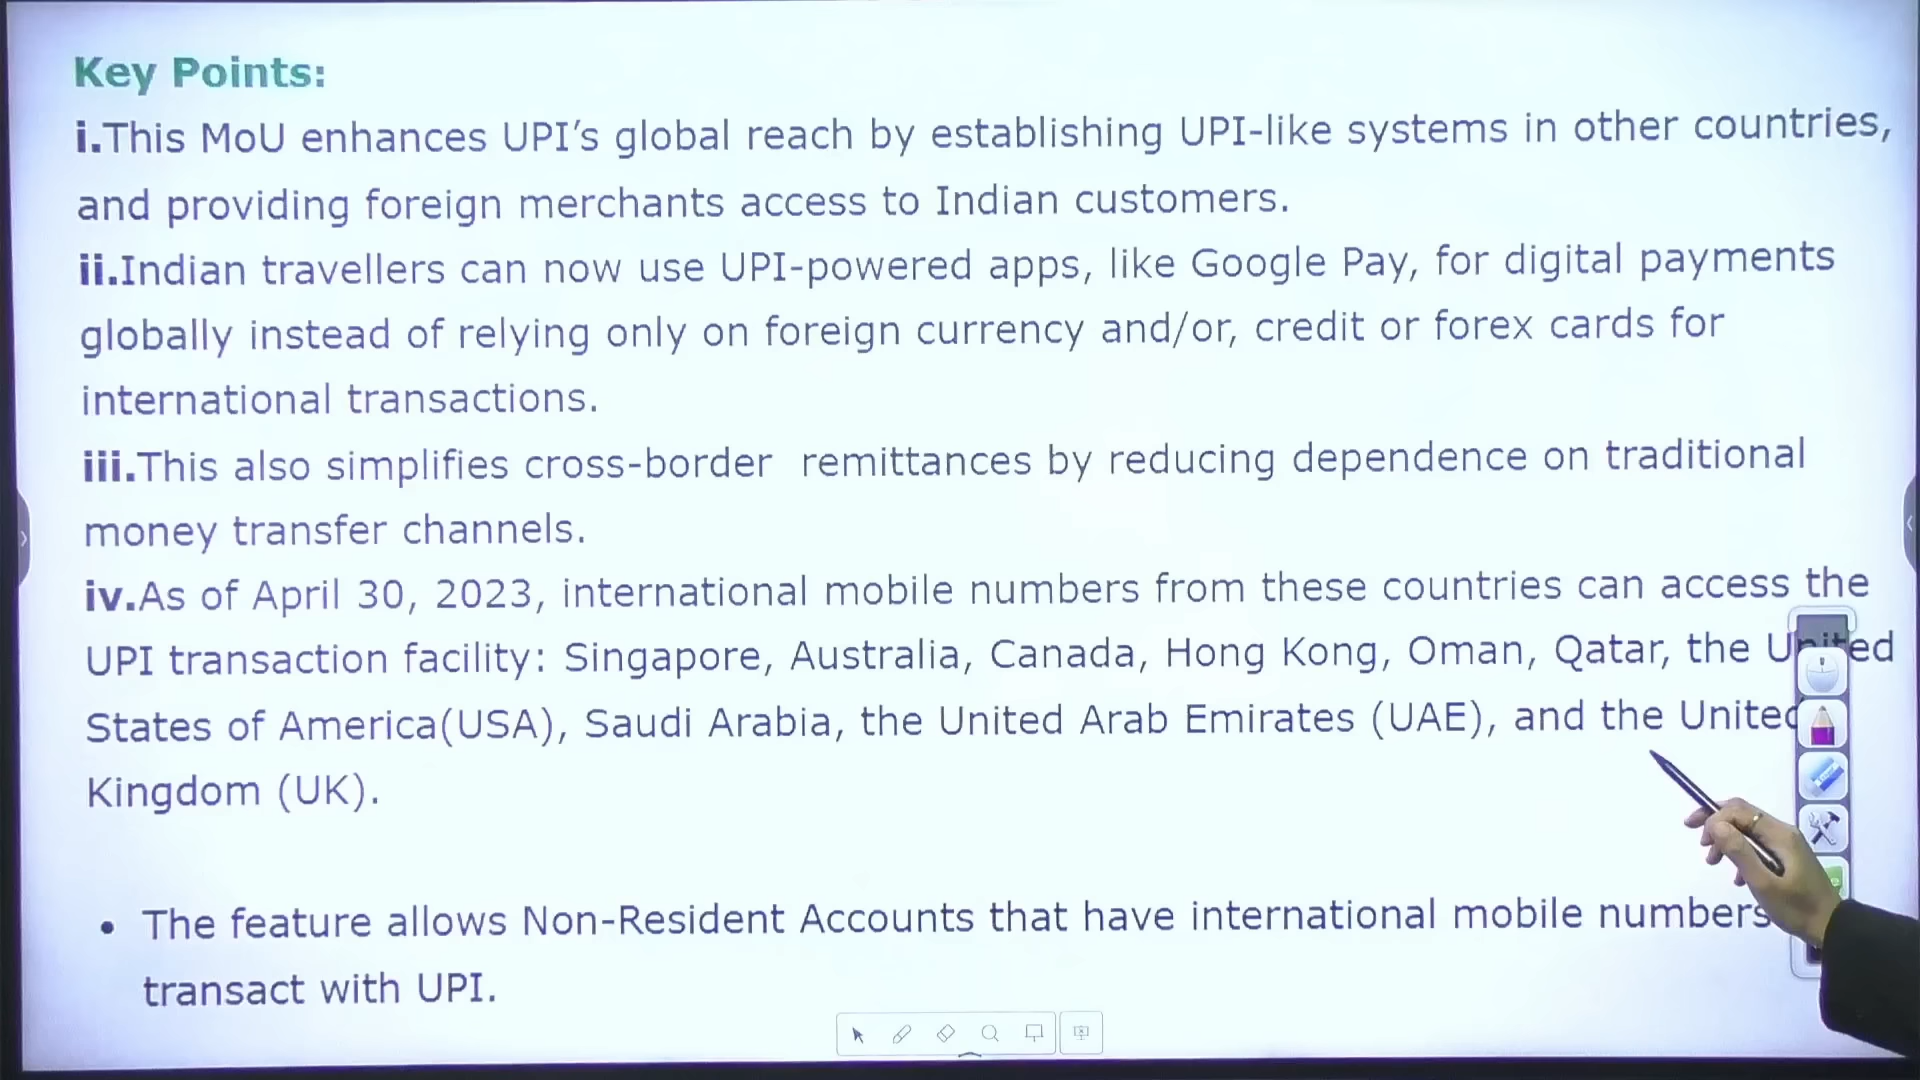 Key Points:
i.This MoU enhances UPI’s global reach by establishing UPI-like systems in other countries,
and providing foreign merchants access to Indian customers.
ii.Indian travellers can now use UPI-powered apps, like Google Pay, for digital payments
globally instead of relying only on foreign currency and/or, credit or forex cards for
international transactions.
iii.This also simplifies cross-border  remittances by reducing dependence on traditional
money transfer channels.
iv.As of April 30, 2023, international mobile numbers from these countries can access the
UPI transaction facility: Singapore, Australia, Canada, Hong Kong, Oman, Qatar, the United
States of America(USA), Saudi Arabia, the United Arab Emirates (UAE), and the United
Kingdom (UK).
• The feature allows Non-Resident Accounts that have international mobile numbers
transact with UPI.